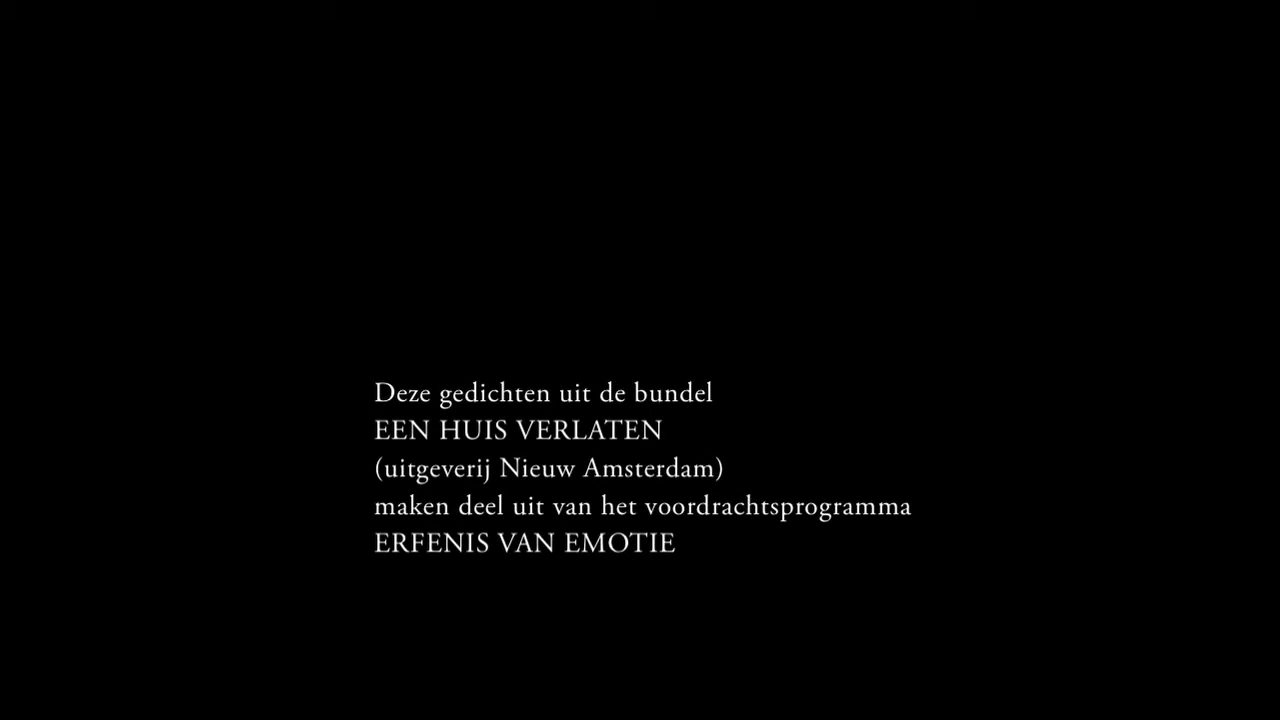 Deze gedichten uit de bundel
EEN HUIS VERLATEN
(uitgeverij Nieuw Amsterdam)
maken deel uit van het voordrachtsprogramma
ERFENIS VAN EMOTIE